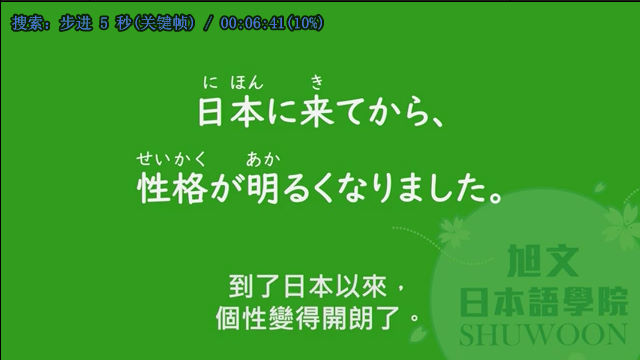 搜索: 步进 5 秒(关键帧) / 00:06:41(10%)
に ほん き
日本に来てから、
せいかく あか
性格が明るくなりました。
到了日本以來，
個性變得開朗了。
旭文
日本語學院
SHUWOON